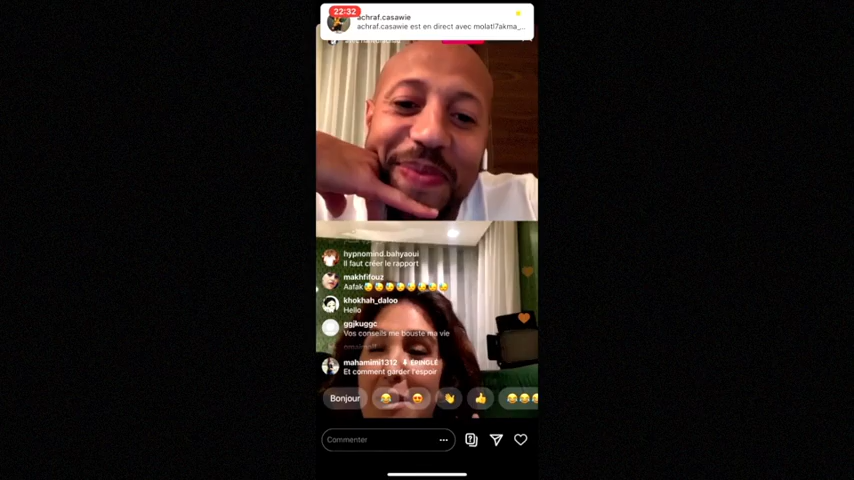 22:32
achraf.casawie
achraf.casawie est en direct avec molatl7akma_...
hypnomind.bahyaoui
Il faut créer le rapport
makhfifouz
Aafak
khokhah_daloo
Hello
ggjkuggc
Vos conseils me bouste ma vie
mahamimi1312 ÉPINGLÉ
Et comment garder l'espoir
Bonjour
Commenter